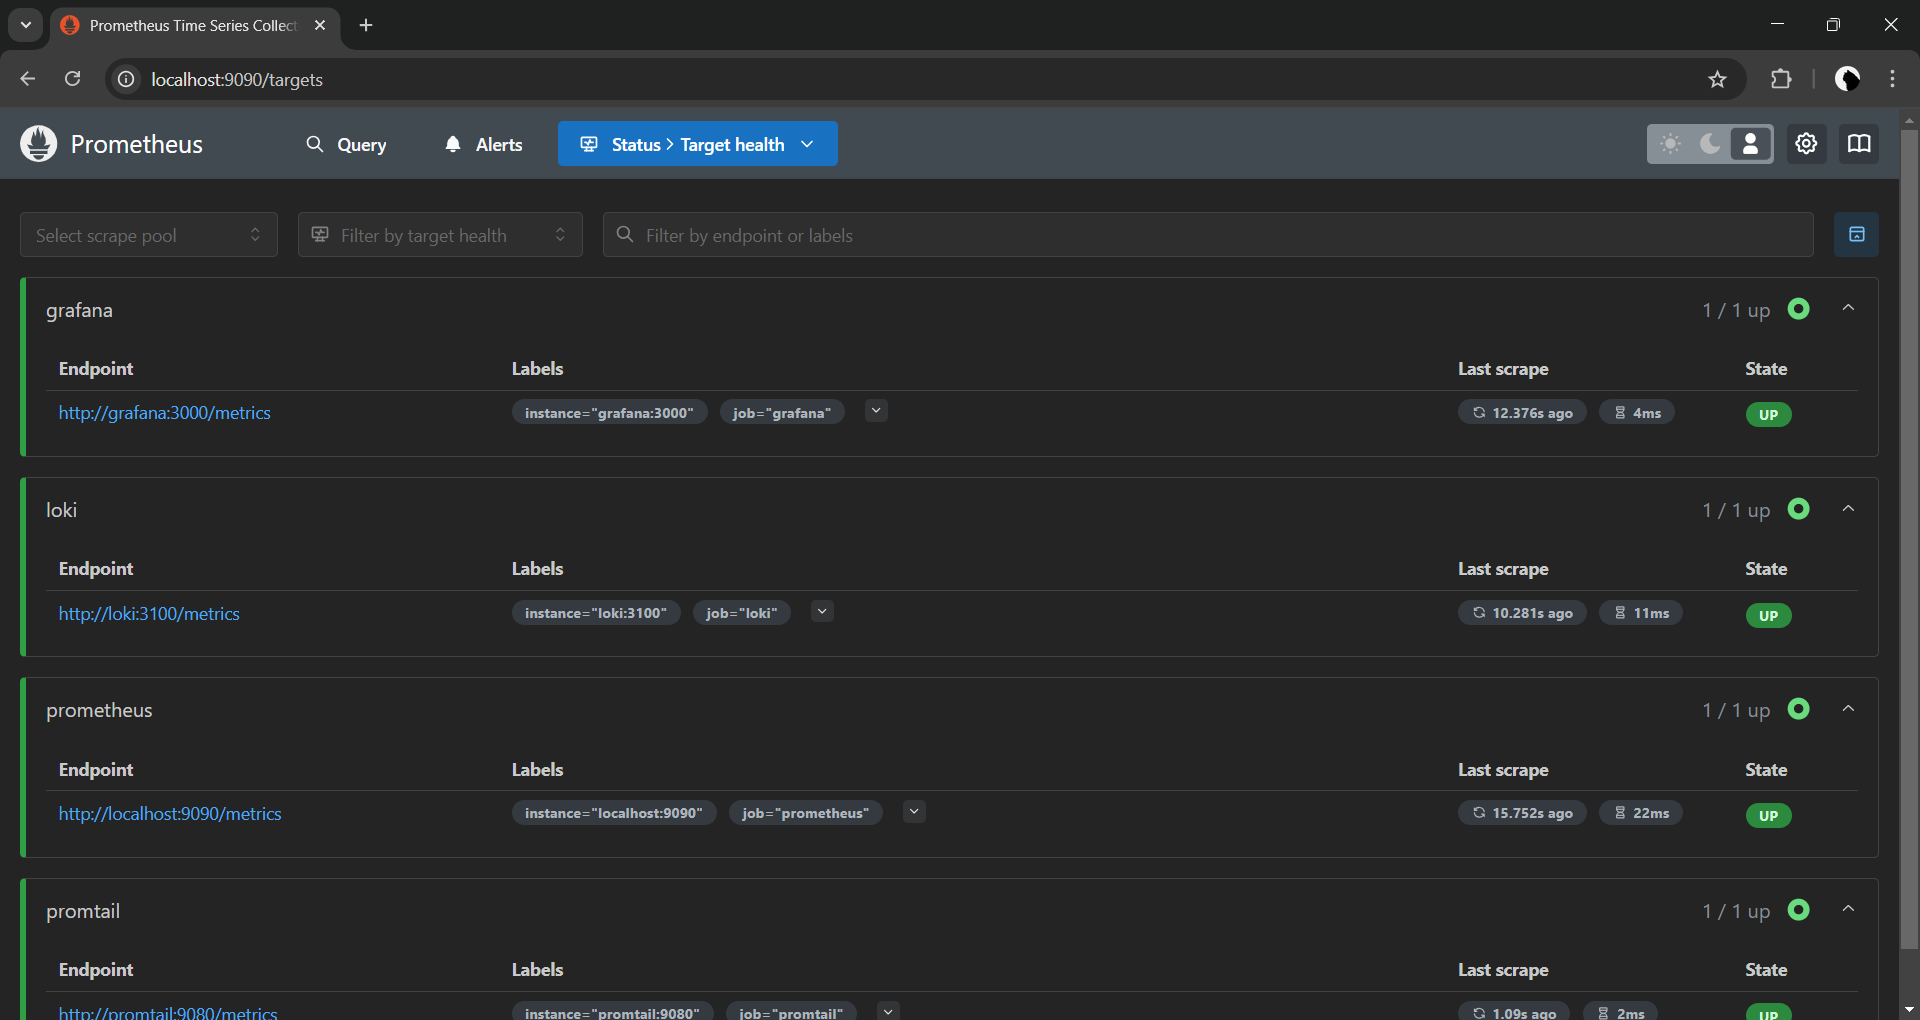 Prometheus Time Series Collect
localhost:9090/targets
Prometheus Query Alerts Status > Target health
Select scrape pool Filter by target health Filter by endpoint or labels
grafana 1 / 1 up
Endpoint Labels Last scrape State
http://grafana:3000/metrics instance="grafana:3000" job="grafana" 12.376s ago 4ms UP
loki 1 / 1 up
Endpoint Labels Last scrape State
http://loki:3100/metrics instance="loki:3100" job="loki" 10.281s ago 11ms UP
prometheus 1 / 1 up
Endpoint Labels Last scrape State
http://localhost:9090/metrics instance="localhost:9090" job="prometheus" 15.752s ago 22ms UP
promtail 1 / 1 up
Endpoint Labels Last scrape State
http://promtail:9080/metrics instance="promtail:9080" job="promtail" 1.09s ago 2ms UP